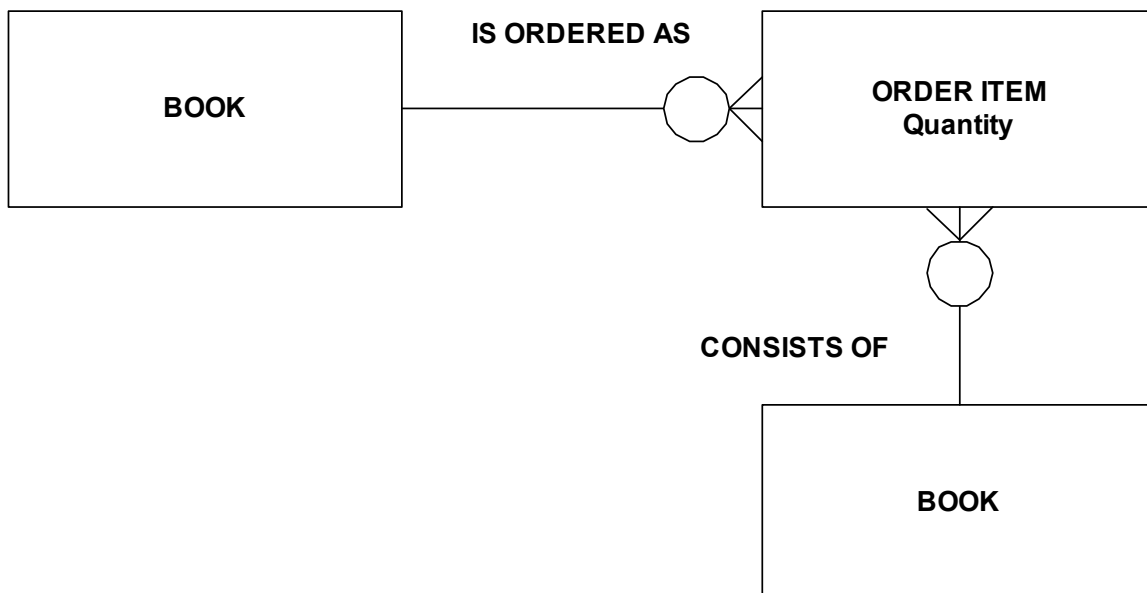 IS ORDERED AS
BOOK
ORDER ITEM
Quantity
CONSISTS OF
BOOK